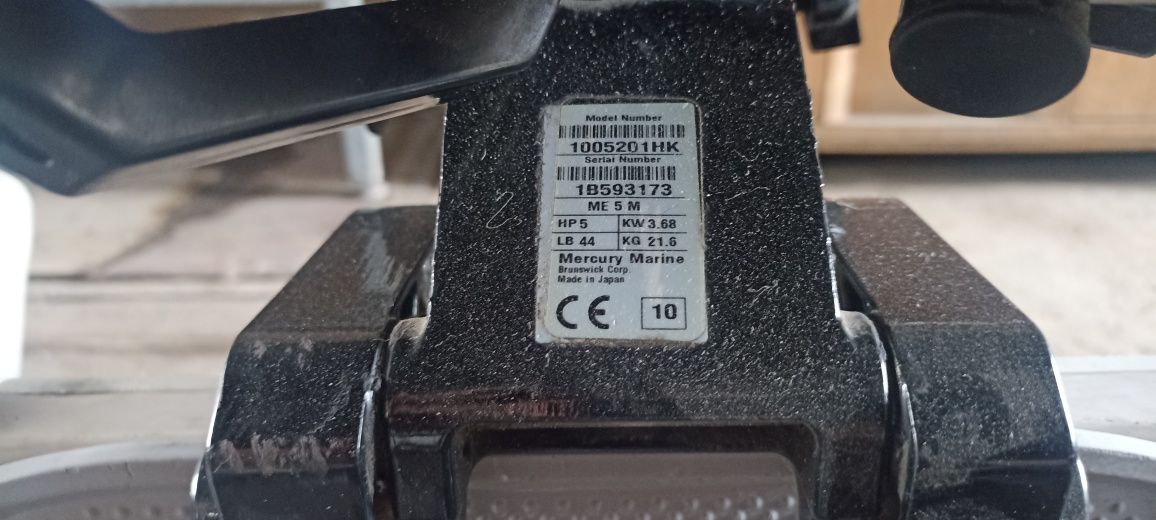 Model Number
1005201HK
Serial Number
1B593173
ME 5 M
HP 5 KW 3.68
LB 44 KG 21.6
Mercury Marine
Brunswick Corp.
Made in Japan
CE 10